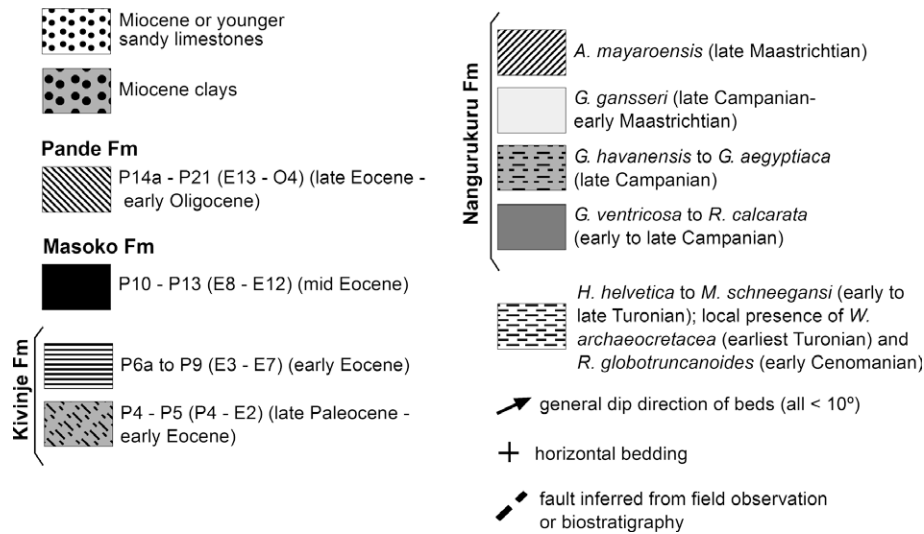 Miocene or younger
sandy limestones
Miocene clays
Pande Fm
P14a - P21 (E13 - O4) (late Eocene -
early Oligocene)
Masoko Fm
P10 - P13 (E8 - E12) (mid Eocene)
Kivinje Fm
P6a to P9 (E3 - E7) (early Eocene)
P4 - P5 (P4 - E2) (late Paleocene -
early Eocene)
Nangurukuru Fm
A. mayaroensis (late Maastrichtian)
G. gansseri (late Campanian-
early Maastrichtian)
G. havanensis to G. aegyptiaca
(late Campanian)
G. ventricosa to R. calcarata
(early to late Campanian)
H. helvetica to M. schneegansi (early to
late Turonian); local presence of W.
archaeocretacea (earliest Turonian) and
R. globotruncanoides (early Cenomanian)
general dip direction of beds (all < 10º)
horizontal bedding
fault inferred from field observation
or biostratigraphy